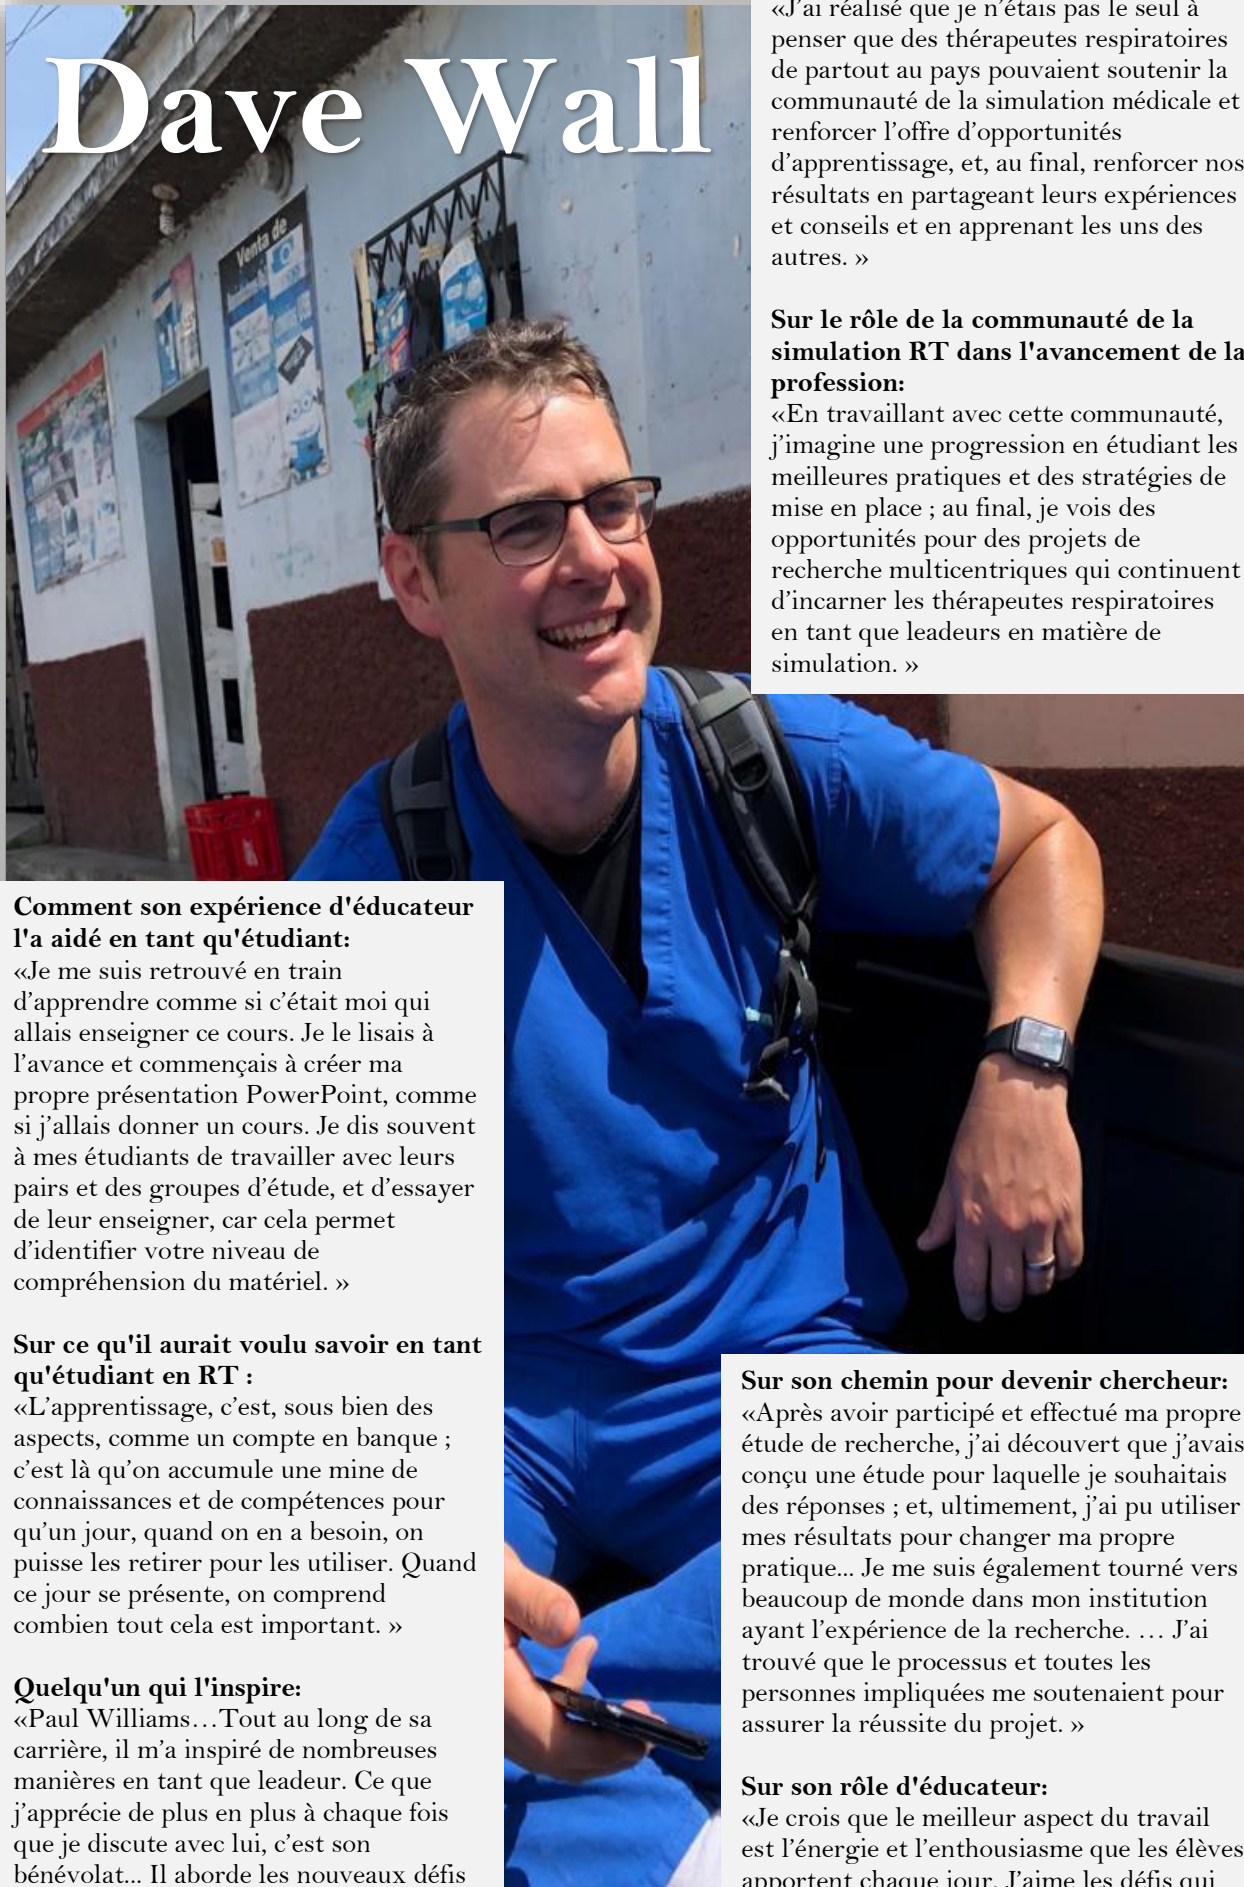 Dave Wall
Venta de
«J’ai réalisé que je n’étais pas le seul à
penser que des thérapeutes respiratoires
de partout au pays pouvaient soutenir la
communauté de la simulation médicale et
renforcer l’offre d’opportunités
d’apprentissage, et, au final, renforcer nos
résultats en partageant leurs expériences
et conseils et en apprenant les uns des
autres. »
Sur le rôle de la communauté de la
simulation RT dans l'avancement de la
profession:
«En travaillant avec cette communauté,
j’imagine une progression en étudiant les
meilleures pratiques et des stratégies de
mise en place ; au final, je vois des
opportunités pour des projets de
recherche multicentriques qui continuent
d’incarner les thérapeutes respiratoires
en tant que leadeurs en matière de
simulation. »
Comment son expérience d'éducateur
l'a aidé en tant qu'étudiant:
«Je me suis retrouvé en train
d’apprendre comme si c’était moi qui
allais enseigner ce cours. Je le lisais à
l’avance et commençais à créer ma
propre présentation PowerPoint, comme
si j’allais donner un cours. Je dis souvent
à mes étudiants de travailler avec leurs
pairs et des groupes d’étude, et d’essayer
de leur enseigner, car cela permet
d’identifier votre niveau de
compréhension du matériel. »
Sur ce qu'il aurait voulu savoir en tant
qu'étudiant en RT :
«L’apprentissage, c’est, sous bien des
aspects, comme un compte en banque ;
c’est là qu’on accumule une mine de
connaissances et de compétences pour
qu’un jour, quand on en a besoin, on
puisse les retirer pour les utiliser. Quand
ce jour se présente, on comprend
combien tout cela est important. »
Quelqu'un qui l'inspire:
«Paul Williams…Tout au long de sa
carrière, il m’a inspiré de nombreuses
manières en tant que leadeur. Ce que
j’apprécie de plus en plus à chaque fois
que je discute avec lui, c’est son
bénévolat... Il aborde les nouveaux défis
Sur son chemin pour devenir chercheur:
«Après avoir participé et effectué ma propre
étude de recherche, j’ai découvert que j’avais
conçu une étude pour laquelle je souhaitais
des réponses ; et, ultimement, j’ai pu utiliser
mes résultats pour changer ma propre
pratique... Je me suis également tourné vers
beaucoup de monde dans mon institution
ayant l’expérience de la recherche. … J’ai
trouvé que le processus et toutes les
personnes impliquées me soutenaient pour
assurer la réussite du projet. »
Sur son rôle d'éducateur:
«Je crois que le meilleur aspect du travail
est l’énergie et l’enthousiasme que les élèves
apportent chaque jour. J’aime les défis qui